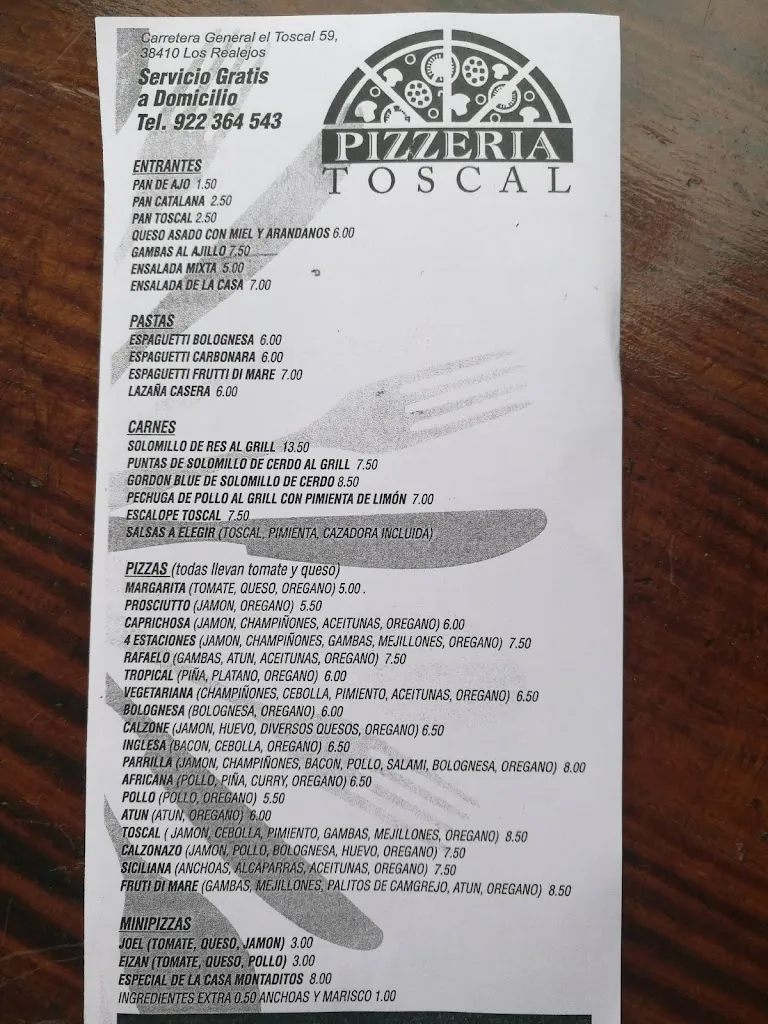 Carretera General el Toscal 59,
38410 Los Realejos
Servicio Gratis
a Domicilio
Tel. 922 364 543
PIZZERIA
TOSCAL
ENTRANTES
PAN DE AJO 1.50
PAN CATALANA 2.50
PAN TOSCAL 2.50
QUESO ASADO CON MIEL Y ARANDANOS 6.00
GAMBAS AL AJILLO 7.50
ENSALADA MIXTA 5.00
ENSALADA DE LA CASA 7.00
PASTAS
ESPAGUETTI BOLOGNESA 6.00
ESPAGUETTI CARBONARA 6.00
ESPAGUETTI FRUTTI DI MARE 7.00
LAZAÑA CASERA 6.00
CARNES
SOLOMILLO DE RES AL GRILL 13.50
PUNTAS DE SOLOMILLO DE CERDO AL GRILL 7.50
GORDON BLUE DE SOLOMILLO DE CERDO 8.50
PECHUGA DE POLLO AL GRILL CON PIMIENTA DE LIMÓN 7.00
ESCALOPE TOSCAL 7.50
SALSAS A ELEGIR (TOSCAL, PIMIENTA, CAZADORA INCLUIDA)
PIZZAS (todas llevan tomate y queso)
MARGARITA (TOMATE, QUESO, OREGANO) 5.00 .
PROSCIUTTO (JAMON, OREGANO) 5.50
CAPRICHOSA (JAMON, CHAMPIÑONES, ACEITUNAS, OREGANO) 6.00
4 ESTACIONES (JAMON, CHAMPIÑONES, GAMBAS, MEJILLONES, OREGANO) 7.50
RAFAELO (GAMBAS, ATUN, ACEITUNAS, OREGANO) 7.50
TROPICAL (PIÑA, PLATANO, OREGANO) 6.00
VEGETARIANA (CHAMPIÑONES, CEBOLLA, PIMIENTO, ACEITUNAS, OREGANO) 6.50
BOLOGNESA (BOLOGNESA, OREGANO) 6.00
CALZONE (JAMON, HUEVO, DIVERSOS QUESOS, OREGANO) 6.50
INGLESA (BACON, CEBOLLA, OREGANO) 6.50
PARRILLA (JAMON, CHAMPIÑONES, BACON, POLLO, SALAMI, BOLOGNESA, OREGANO) 8.00
AFRICANA (POLLO, PIÑA, CURRY, OREGANO) 6.50
POLLO (POLLO, OREGANO) 5.50
ATUN (ATUN, OREGANO) 6.00
TOSCAL ( JAMON, CEBOLLA, PIMIENTO, GAMBAS, MEJILLONES, OREGANO) 8.50
CALZONAZO (JAMON, POLLO, BOLOGNESA, HUEVO, OREGANO) 7.50
SICILIANA (ANCHOAS, ALCAPARRAS, ACEITUNAS, OREGANO) 7.50
FRUTI DI MARE (GAMBAS, MEJILLONES, PALITOS DE CAMGREJO, ATUN, OREGANO) 8.50
MINIPIZZAS
JOEL (TOMATE, QUESO, JAMON) 3.00
EIZAN (TOMATE, QUESO, POLLO) 3.00
ESPECIAL DE LA CASA MONTADITOS 8.00
INGREDIENTES EXTRA 0.50 ANCHOAS Y MARISCO 1.00